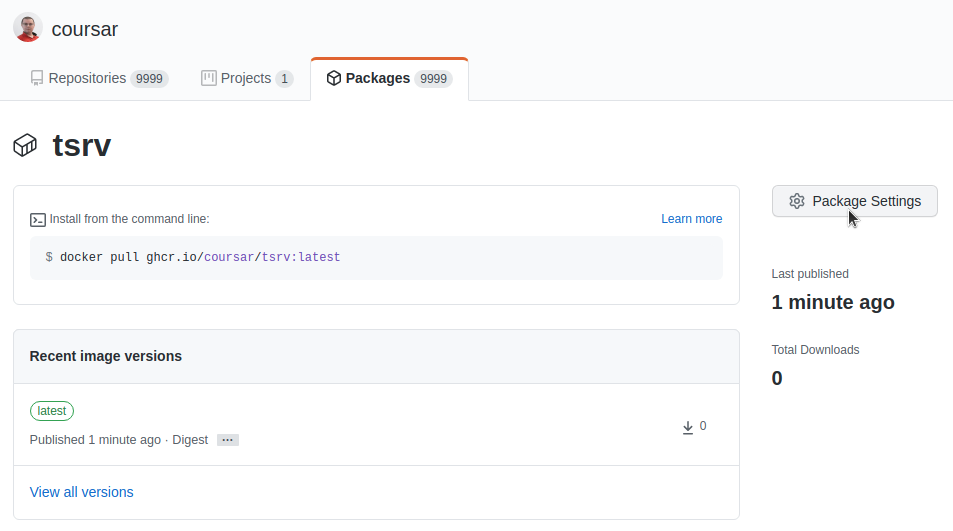 coursar
Repositories 9999 Projects 1 Packages 9999
tsrv
Install from the command line: Learn more
$ docker pull ghcr.io/coursar/tsrv:latest
Package Settings
Last published
1 minute ago
Total Downloads
0
Recent image versions
latest
Published 1 minute ago · Digest ···
0
View all versions